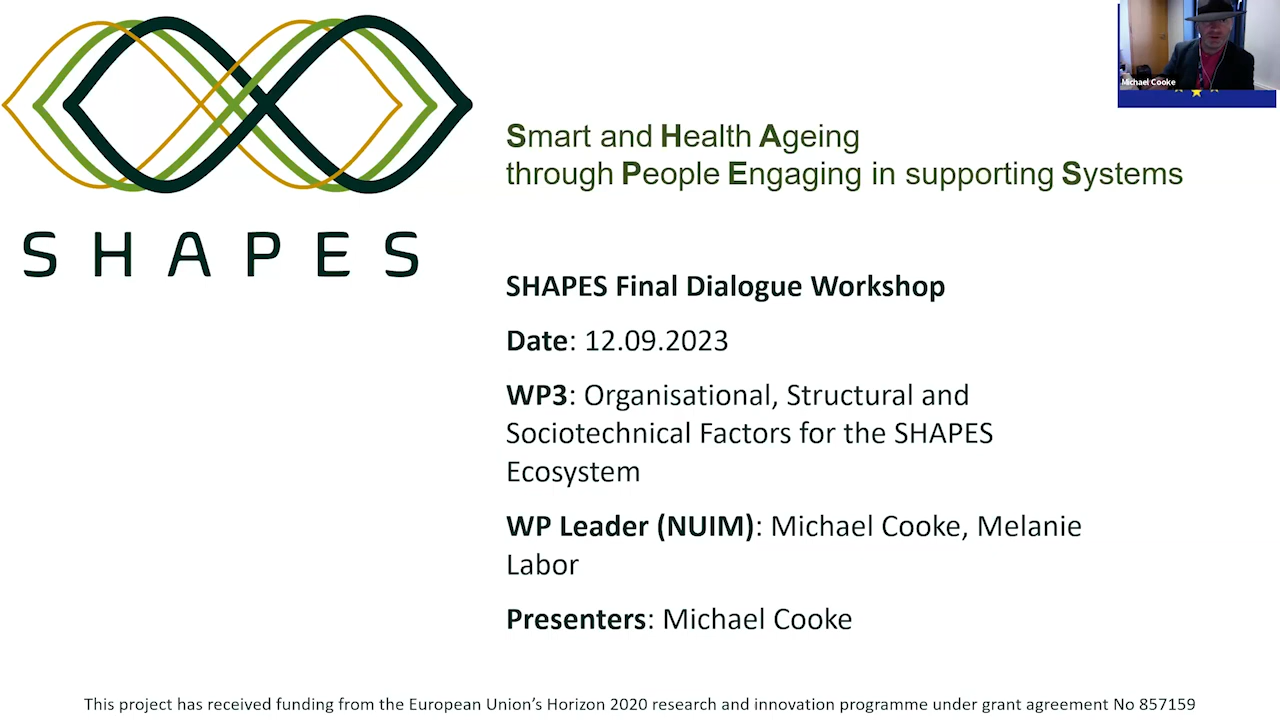 Michael Cooke
Smart and Health Ageing
through People Engaging in supporting Systems
SHAPES
SHAPES Final Dialogue Workshop
Date: 12.09.2023
WP3: Organisational, Structural and
Sociotechnical Factors for the SHAPES
Ecosystem
WP Leader (NUIM): Michael Cooke, Melanie
Labor
Presenters: Michael Cooke
This project has received funding from the European Union’s Horizon 2020 research and innovation programme under grant agreement No 857159